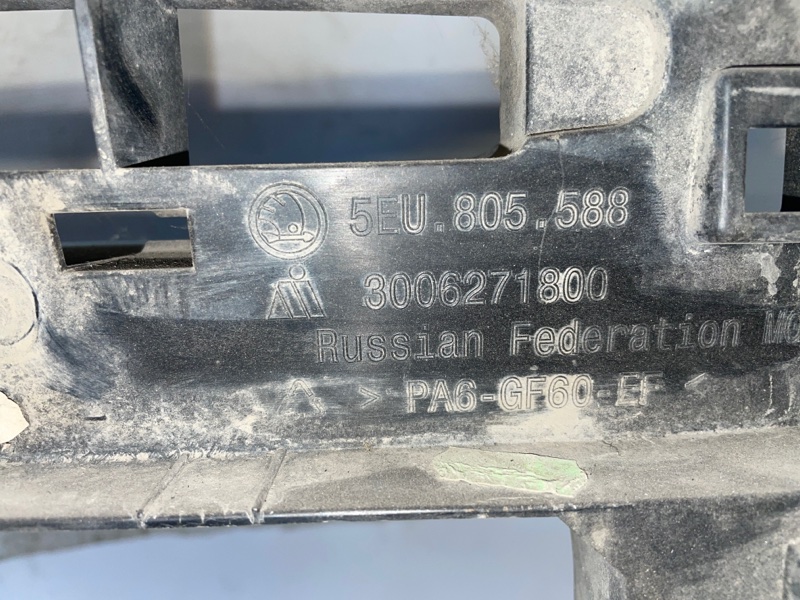 5EU.805.588
3006271800
Russian Federation
> PA6-GF60-EF <